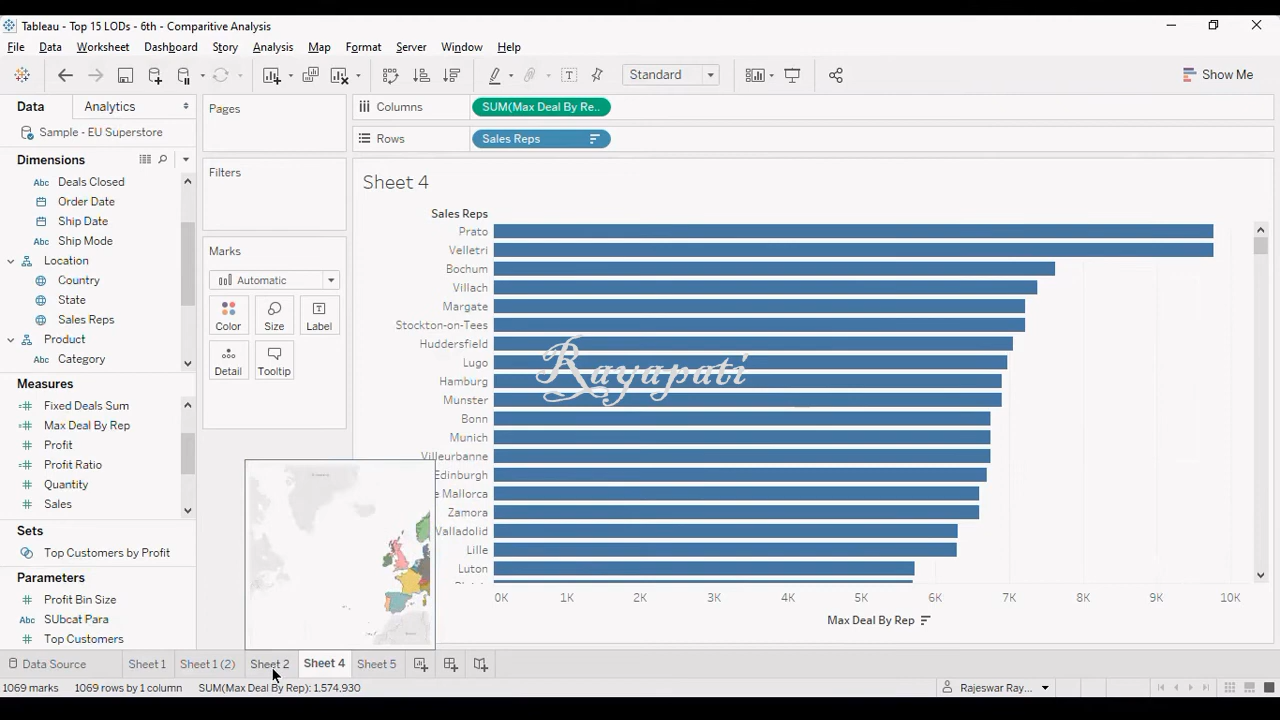 Tableau - Top 15 LODs - 6th - Comparitive Analysis
File Data Worksheet Dashboard Story Analysis Map Format Server Window Help
Standard
Show Me
Data Analytics
Sample - EU Superstore
Dimensions
Abc Deals Closed
Order Date
Ship Date
Abc Ship Mode
Location
Country
State
Sales Reps
Product
Abc Category
Measures
Fixed Deals Sum
Max Deal By Rep
Profit
Profit Ratio
Quantity
Sales
Sets
Top Customers by Profit
Parameters
Profit Bin Size
Abc SUbcat Para
Top Customers
Pages
Filters
Marks
Automatic
Color Size Label
Detail Tooltip
Columns SUM(Max Deal By Re..
Rows Sales Reps
Sheet 4
Sales Reps
Prato
Velletri
Bochum
Villach
Margate
Stockton-on-Tees
Huddersfield
Lugo
Hamburg
Munster
Bonn
Munich
Villeurbanne
Edinburgh
e Mallorca
Zamora
Valladolid
Lille
Luton
Rayapati
0K 1K 2K 3K 4K 5K 6K 7K 8K 9K 10K
Max Deal By Rep
Data Source Sheet 1 Sheet 1 (2) Sheet 2 Sheet 4 Sheet 5
1069 marks 1069 rows by 1 column SUM(Max Deal By Rep): 1.574,930
Rajeswar Ray...